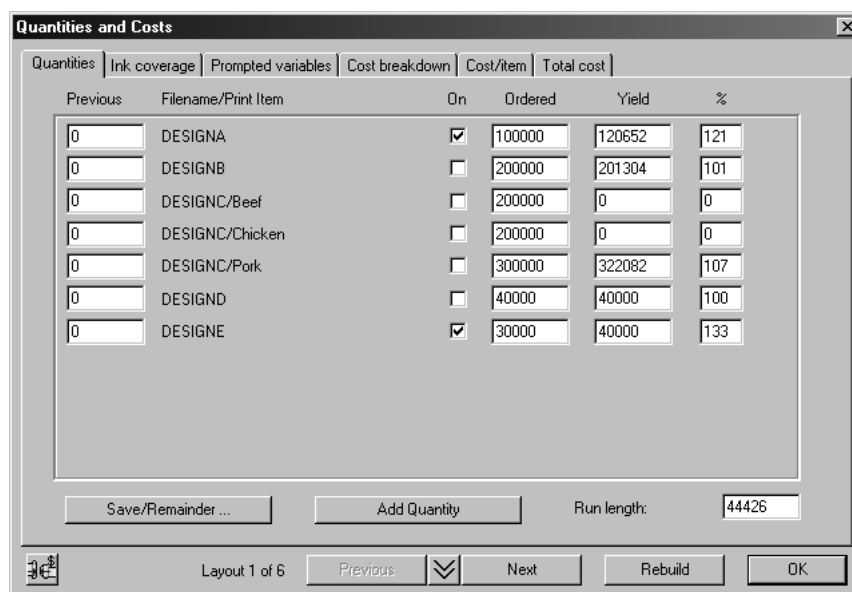 Quantities and Costs
Quantities Ink coverage Prompted variables Cost breakdown Cost/item Total cost
Previous Filename/Print Item On Ordered Yield %
0 DESIGNA 100000 120652 121
0 DESIGNB 200000 201304 101
0 DESIGNC/Beef 200000 0 0
0 DESIGNC/Chicken 200000 0 0
0 DESIGNC/Pork 300000 322082 107
0 DESIGND 40000 40000 100
0 DESIGNE 30000 40000 133
Save/Remainder ... Add Quantity Run length: 44426
Layout 1 of 6 Previous Next Rebuild OK